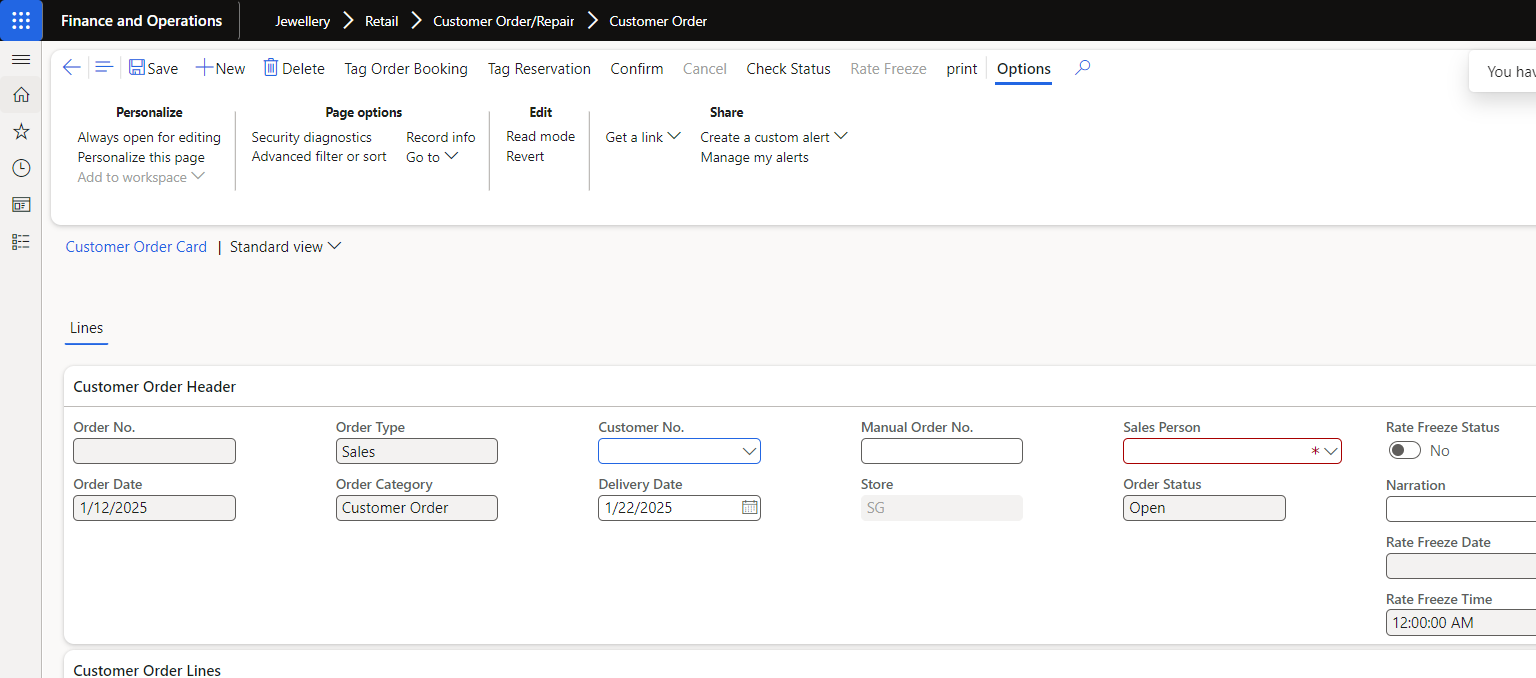 Finance and Operations
Jewellery Retail Customer Order/Repair Customer Order
Save New Delete Tag Order Booking Tag Reservation Confirm Cancel Check Status Rate Freeze print Options
You hav
Personalize
Always open for editing
Personalize this page
Add to workspace
Page options
Security diagnostics
Advanced filter or sort
Record info
Go to
Edit
Read mode
Revert
Share
Get a link
Create a custom alert
Manage my alerts
Customer Order Card | Standard view
Lines
Customer Order Header
Order No.
Order Date
1/12/2025
Order Type
Sales
Order Category
Customer Order
Customer No.
Delivery Date
1/22/2025
Manual Order No.
Store
SG
Sales Person
*
Order Status
Open
Rate Freeze Status
No
Narration
Rate Freeze Date
Rate Freeze Time
12:00:00 AM
Customer Order Lines